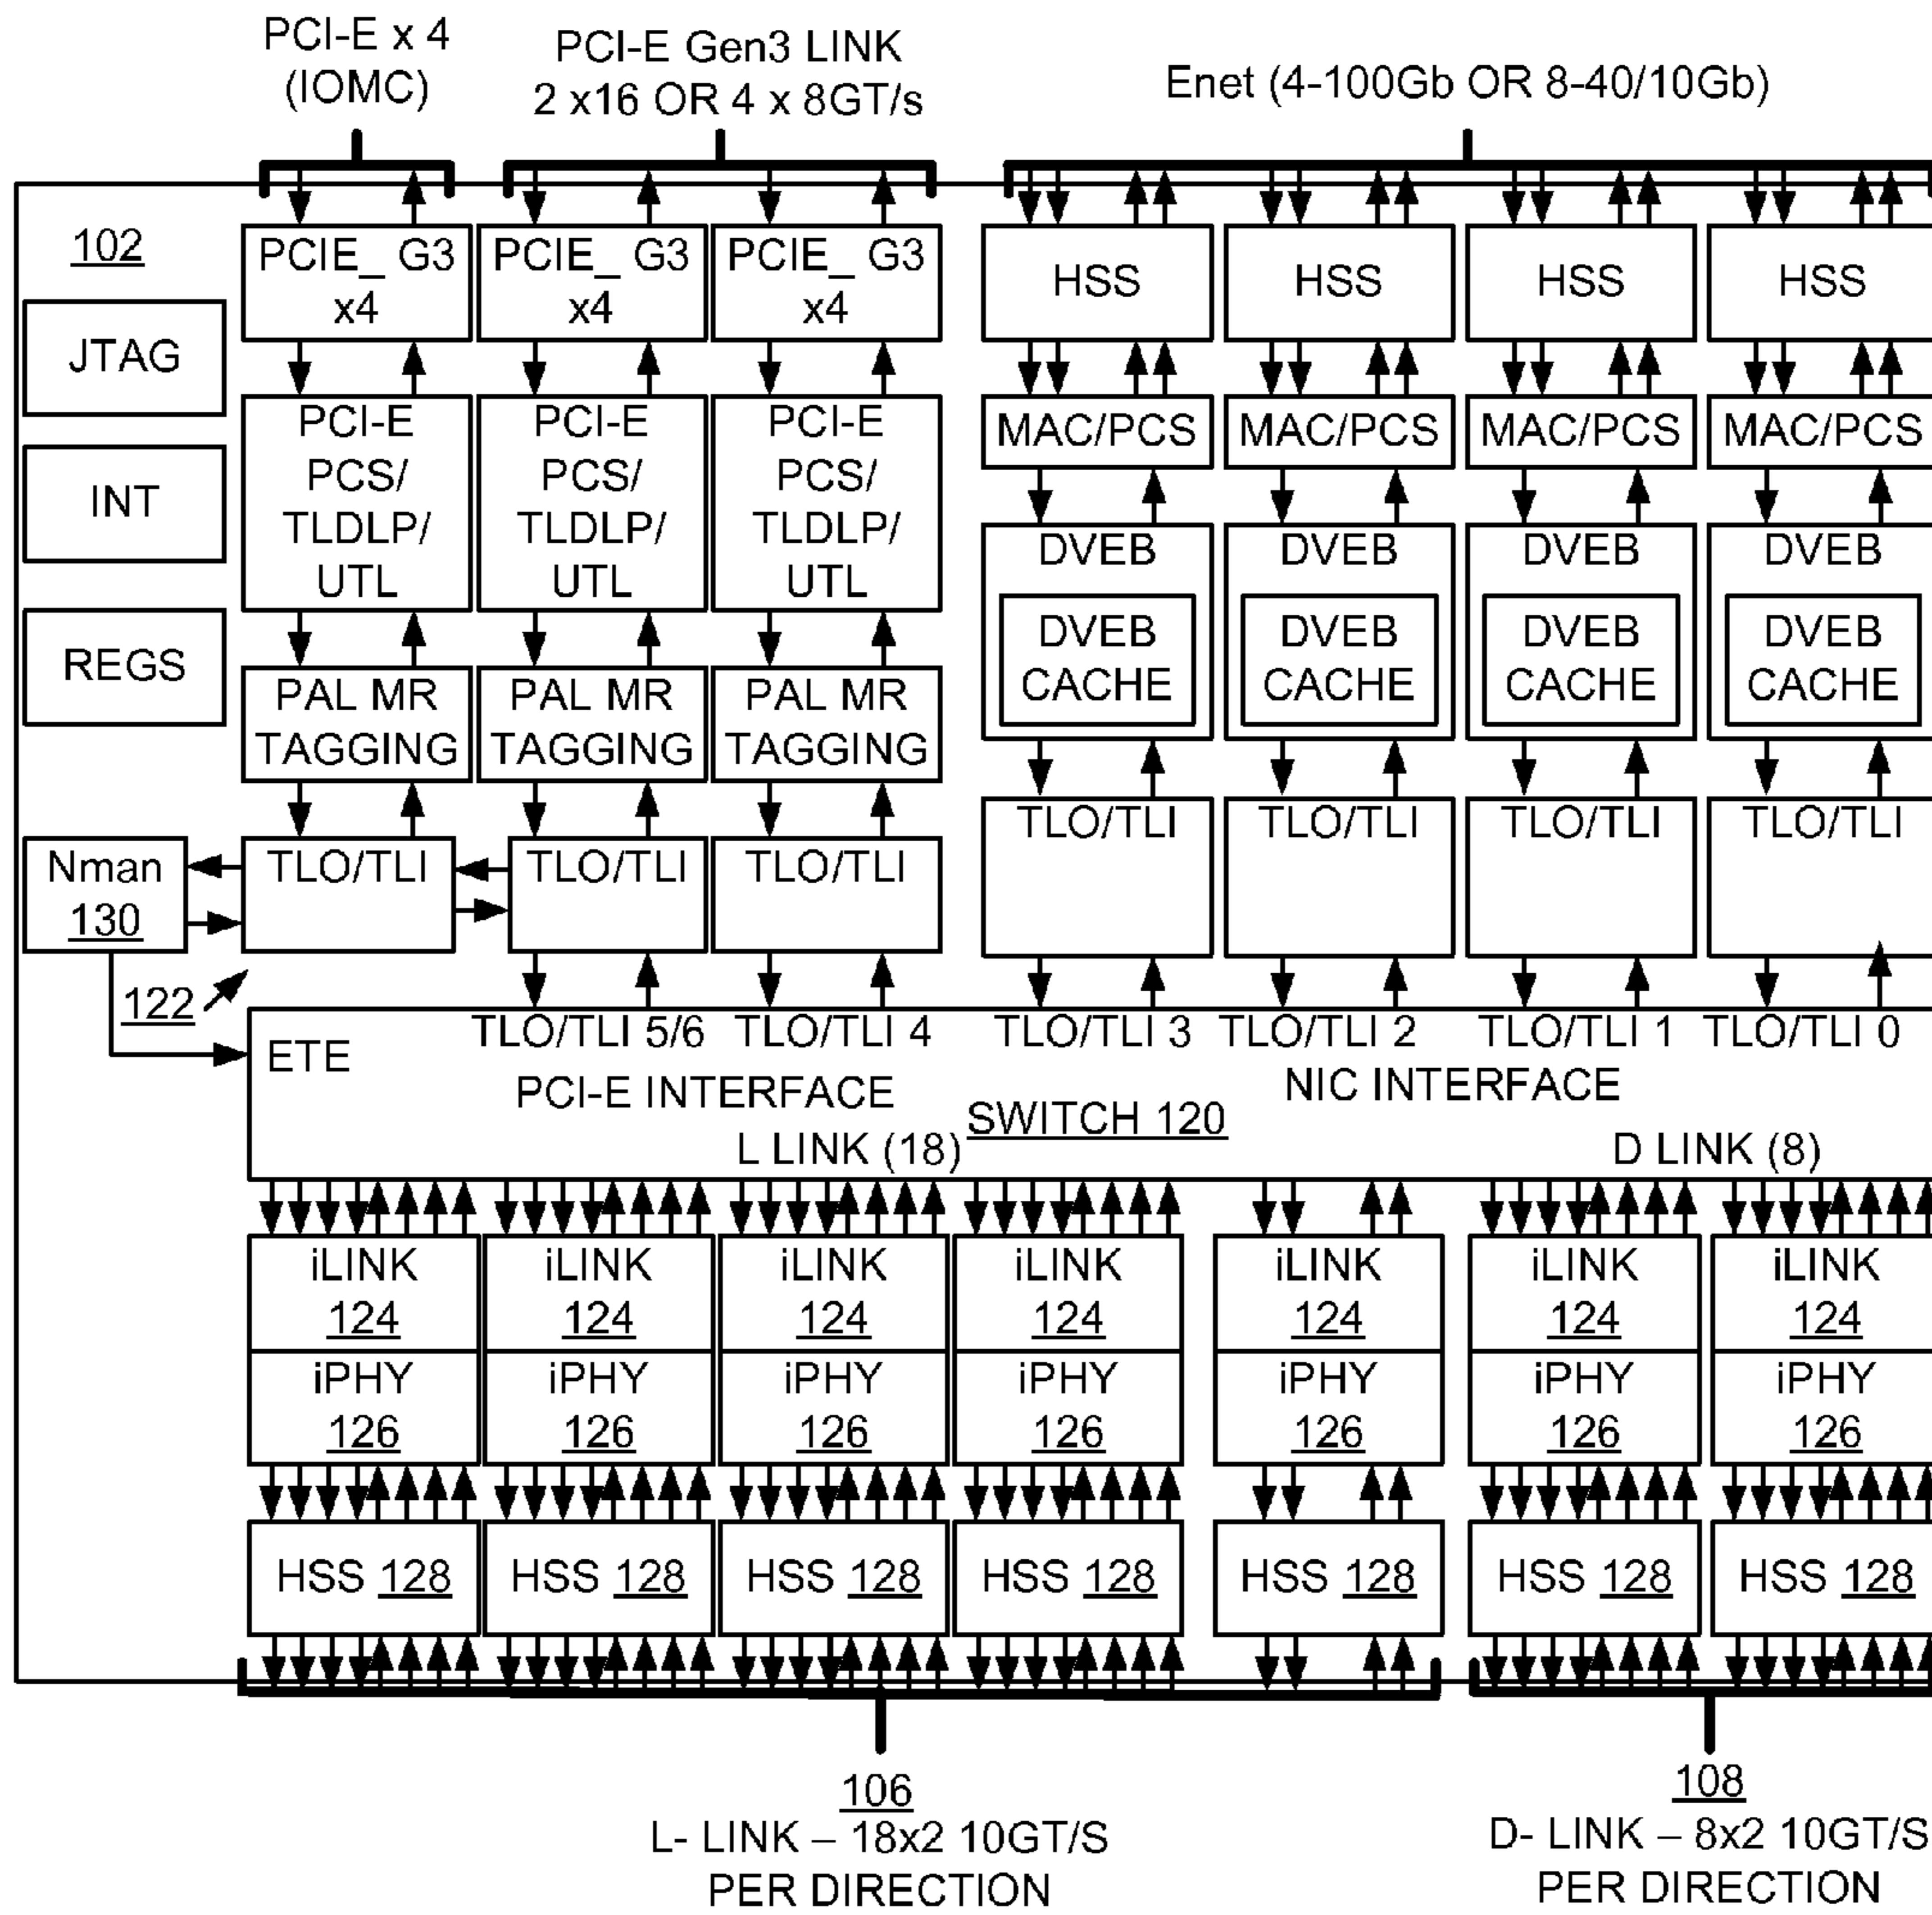 PCI-E x 4
(IOMC)
PCI-E Gen3 LINK
2 x16 OR 4 x 8GT/s
Enet (4-100Gb OR 8-40/10Gb)
102
JTAG
INT
REGS
PCIE_ G3
x4
PCIE_ G3
x4
PCIE_ G3
x4
HSS
HSS
HSS
HSS
PCI-E
PCS/
TLDLP/
UTL
PCI-E
PCS/
TLDLP/
UTL
PCI-E
PCS/
TLDLP/
UTL
MAC/PCS
MAC/PCS
MAC/PCS
MAC/PCS
DVEB
DVEB
CACHE
DVEB
DVEB
CACHE
DVEB
DVEB
CACHE
DVEB
DVEB
CACHE
PAL MR
TAGGING
PAL MR
TAGGING
PAL MR
TAGGING
Nman
130
TLO/TLI
TLO/TLI
TLO/TLI
TLO/TLI
TLO/TLI
TLO/TLI
TLO/TLI
122
ETE
TLO/TLI 5/6
TLO/TLI 4
TLO/TLI 3
TLO/TLI 2
TLO/TLI 1
TLO/TLI 0
PCI-E INTERFACE
NIC INTERFACE
SWITCH 120
L LINK (18)
D LINK (8)
iLINK
124
iLINK
124
iLINK
124
iLINK
124
iLINK
124
iLINK
124
iLINK
124
iPHY
126
iPHY
126
iPHY
126
iPHY
126
iPHY
126
iPHY
126
iPHY
126
HSS 128
HSS 128
HSS 128
HSS 128
HSS 128
HSS 128
HSS 128
106
L- LINK – 18x2 10GT/S
PER DIRECTION
108
D- LINK – 8x2 10GT/S
PER DIRECTION